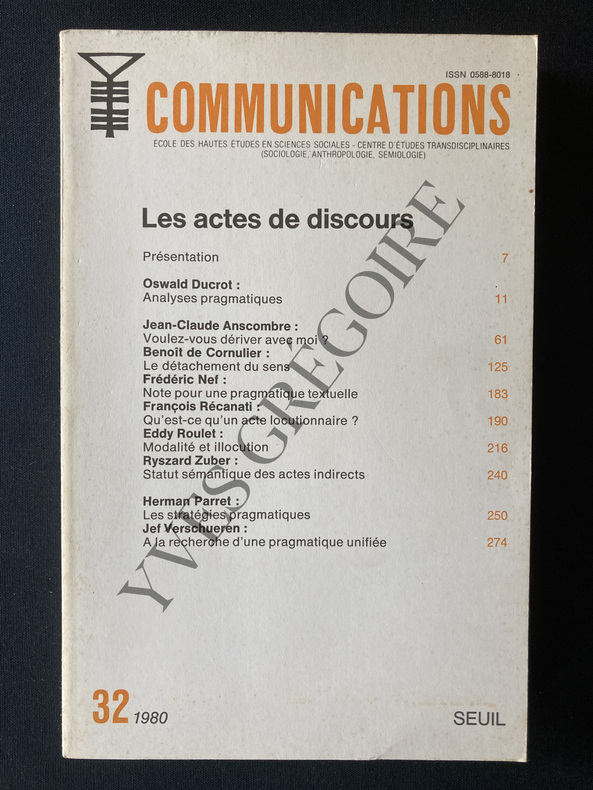 ISSN 0588-8018
COMMUNICATIONS
ÉCOLE DES HAUTES ÉTUDES EN SCIENCES SOCIALES - CENTRE D'ÉTUDES TRANSDISCIPLINAIRES
(SOCIOLOGIE, ANTHROPOLOGIE, SÉMIOLOGIE)
Les actes de discours
Présentation 7
Oswald Ducrot :
Analyses pragmatiques 11
Jean-Claude Anscombre :
Voulez-vous dériver avec moi ? 61
Benoît de Cornulier :
Le détachement du sens 125
Frédéric Nef :
Note pour une pragmatique textuelle 183
François Récanati :
Qu'est-ce qu'un acte locutionnaire ? 190
Eddy Roulet :
Modalité et illocution 216
Ryszard Zuber :
Statut sémantique des actes indirects 240
Herman Parret :
Les stratégies pragmatiques 250
Jef Verschueren :
A la recherche d'une pragmatique unifiée 274
YVES GRÉGOIRE
32 1980
SEUIL